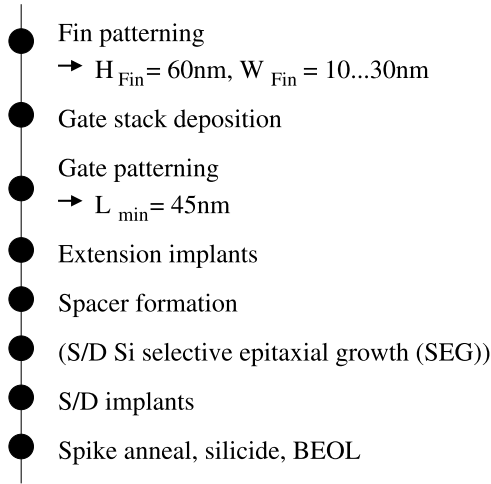 Fin patterning
→ H Fin = 60nm, W Fin = 10...30nm
Gate stack deposition
Gate patterning
→ L min = 45nm
Extension implants
Spacer formation
(S/D Si selective epitaxial growth (SEG))
S/D implants
Spike anneal, silicide, BEOL